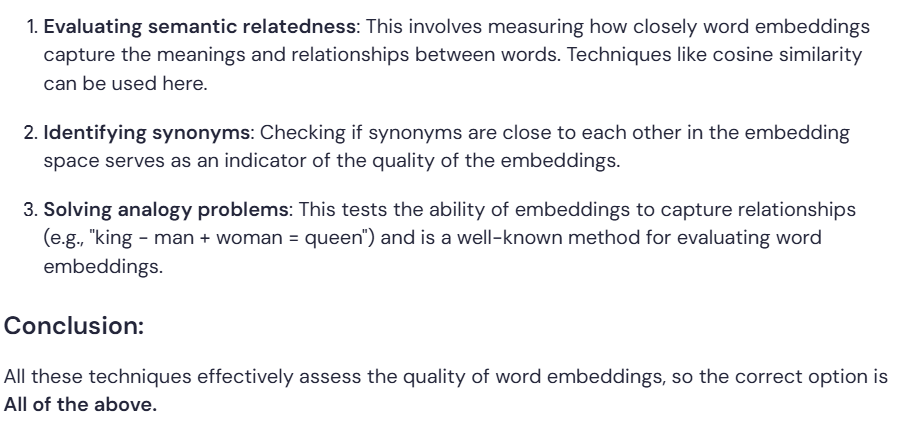 1. Evaluating semantic relatedness: This involves measuring how closely word embeddings
capture the meanings and relationships between words. Techniques like cosine similarity
can be used here.
2. Identifying synonyms: Checking if synonyms are close to each other in the embedding
space serves as an indicator of the quality of the embeddings.
3. Solving analogy problems: This tests the ability of embeddings to capture relationships
(e.g., "king - man + woman = queen") and is a well-known method for evaluating word
embeddings.
Conclusion:
All these techniques effectively assess the quality of word embeddings, so the correct option is
All of the above.